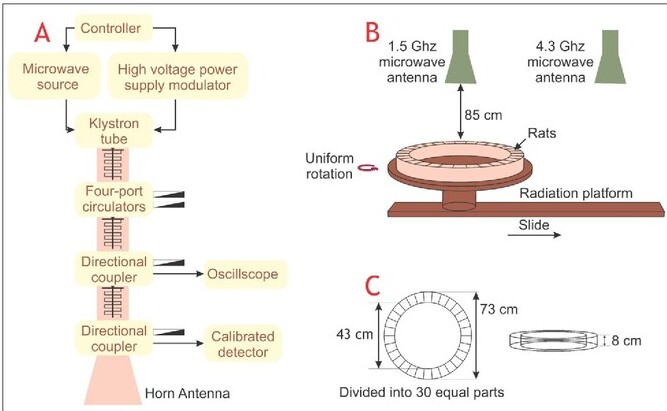 A
Controller
Microwave
source
High voltage power
supply modulator
Klystron
tube
Four-port
circulators
Directional
coupler
Oscillscope
Directional
coupler
Calibrated
detector
Horn Antenna
B
1.5 Ghz
microwave
antenna
4.3 Ghz
microwave
antenna
85 cm
Rats
Uniform
rotation
Radiation platform
Slide
C
43 cm
73 cm
8 cm
Divided into 30 equal parts